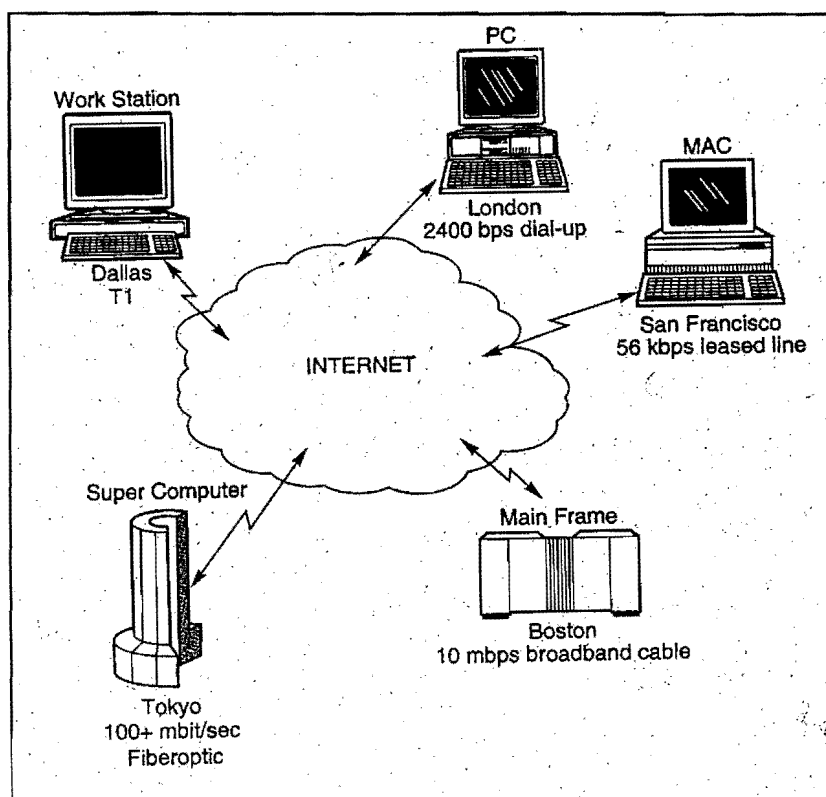 PC
Work Station
MAC
London
2400 bps dial-up
Dallas
T1
San Francisco
56 kbps leased line
INTERNET
Super Computer
Main Frame
Boston
10 mbps broadband cable
Tokyo
100+ mbit/sec
Fiberoptic